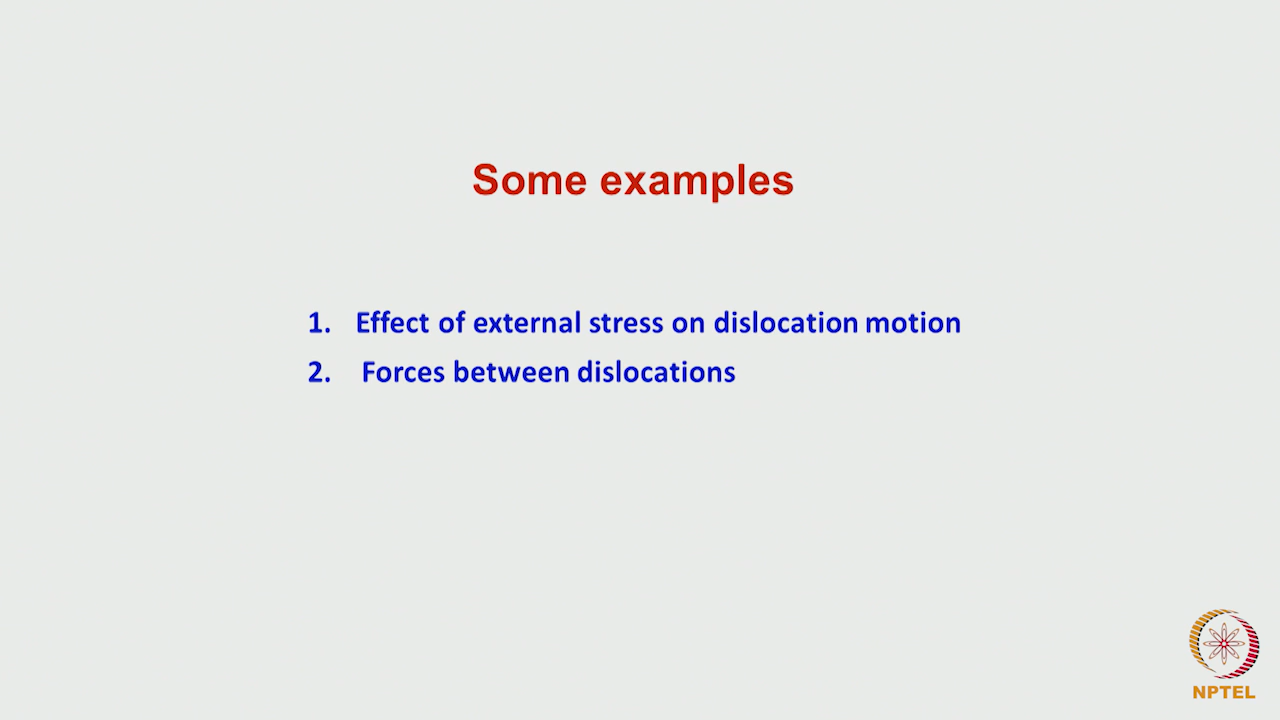 Some examples
1. Effect of external stress on dislocation motion
2. Forces between dislocations
NPTEL